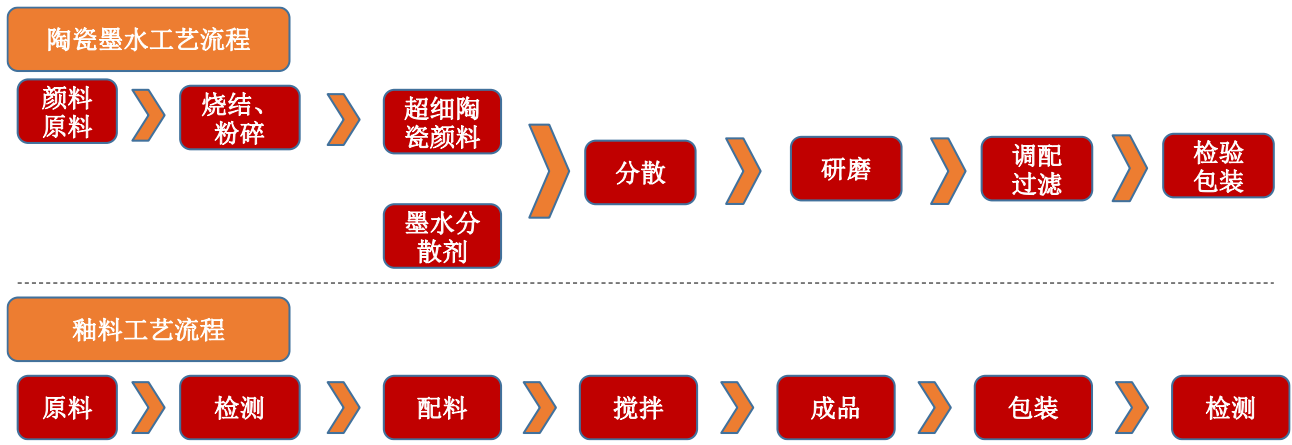 陶瓷墨水工艺流程
颜料
原料
烧结、
粉碎
超细陶
瓷颜料
墨水分
散剂
分散
研磨
调配
过滤
检验
包装
釉料工艺流程
原料
检测
配料
搅拌
成品
包装
检测